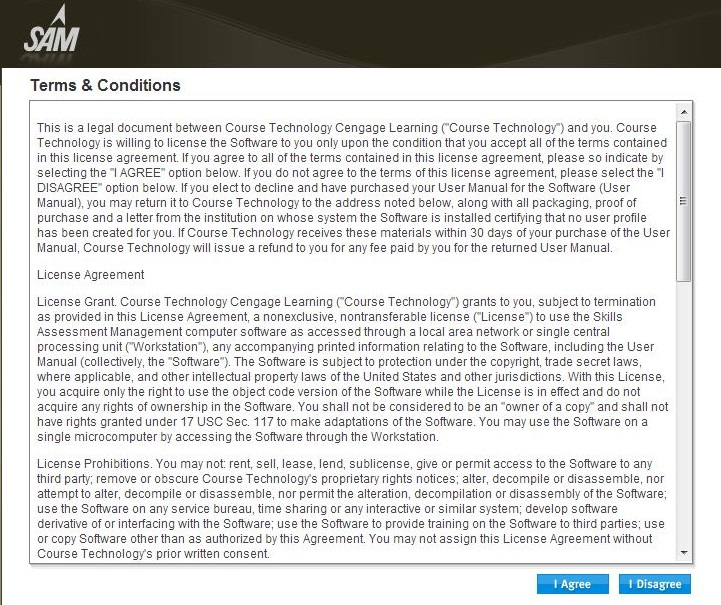 SAM
Terms & Conditions
This is a legal document between Course Technology Cengage Learning ("Course Technology") and you. Course
Technology is willing to license the Software to you only upon the condition that you accept all of the terms contained
in this license agreement. If you agree to all of the terms contained in this license agreement, please so indicate by
selecting the "I AGREE" option below. If you do not agree to the terms of this license agreement, please select the "I
DISAGREE" option below. If you elect to decline and have purchased your User Manual for the Software (User
Manual), you may return it to Course Technology to the address noted below, along with all packaging, proof of
purchase and a letter from the institution on whose system the Software is installed certifying that no user profile
has been created for you. If Course Technology receives these materials within 30 days of your purchase of the User
Manual, Course Technology will issue a refund to you for any fee paid by you for the returned User Manual.
License Agreement
License Grant. Course Technology Cengage Learning ("Course Technology") grants to you, subject to termination
as provided in this License Agreement, a nonexclusive, nontransferable license ("License") to use the Skills
Assessment Management computer software as accessed through a local area network or single central
processing unit ("Workstation"), any accompanying printed information relating to the Software, including the User
Manual (collectively, the "Software"). The Software is subject to protection under the copyright, trade secret laws,
where applicable, and other intellectual property laws of the United States and other jurisdictions. With this License,
you acquire only the right to use the object code version of the Software while the License is in effect and do not
acquire any rights of ownership in the Software. You shall not be considered to be an "owner of a copy" and shall not
have rights granted under 17 USC Sec. 117 to make adaptations of the Software. You may use the Software on a
single microcomputer by accessing the Software through the Workstation.
License Prohibitions. You may not: rent, sell, lease, lend, sublicense, give or permit access to the Software to any
third party; remove or obscure Course Technology's proprietary rights notices; alter, decompile or disassemble, nor
attempt to alter, decompile or disassemble, nor permit the alteration, decompilation or disassembly of the Software;
use the Software on any service bureau, time sharing or any interactive or similar system; develop software
derivative of or interfacing with the Software; use the Software to provide training on the Software to third parties; use
or copy Software other than as authorized by this Agreement. You may not assign this License Agreement without
Course Technology's prior written consent.
I Agree
I Disagree